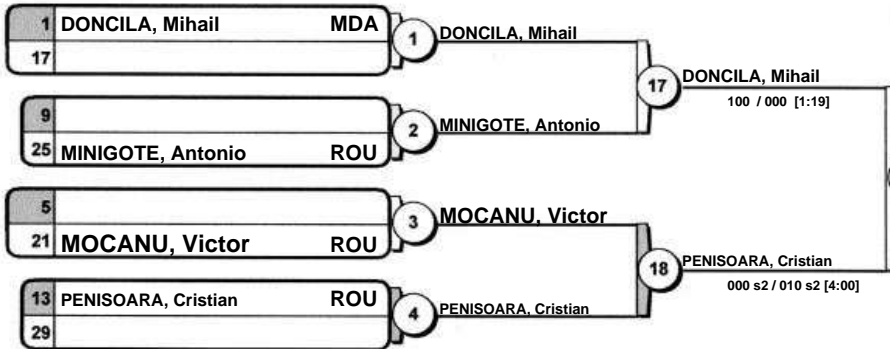 1 DONCILA, Mihail MDA
17
1
DONCILA, Mihail
9
25 MINIGOTE, Antonio ROU
2
MINIGOTE, Antonio
17
DONCILA, Mihail
100 / 000 [1:19]
5
21 MOCANU, Victor ROU
3
MOCANU, Victor
13 PENISOARA, Cristian ROU
29
4
PENISOARA, Cristian
18
PENISOARA, Cristian
000 s2 / 010 s2 [4:00]